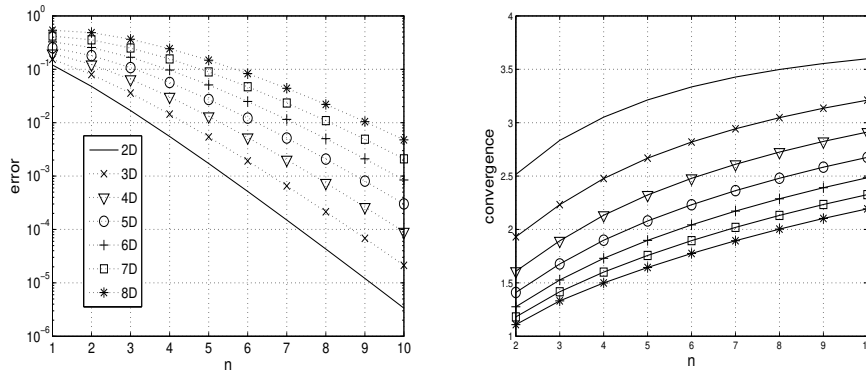 10^0
10^-1
10^-2
10^-3
10^-4
10^-5
10^-6
error
2D
3D
4D
5D
6D
7D
8D
1 2 3 4 5 6 7 8 9 10
n
4
3.5
3
2.5
2
1.5
1
convergence
2 3 4 5 6 7 8 9 1
n